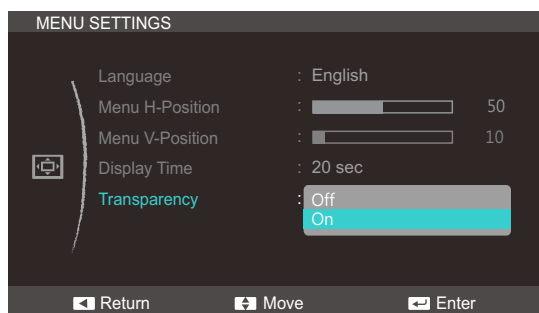 MENU SETTINGS
Language : English
Menu H-Position : 50
Menu V-Position : 10
Display Time : 20 sec
Transparency : Off
On
Return Move Enter